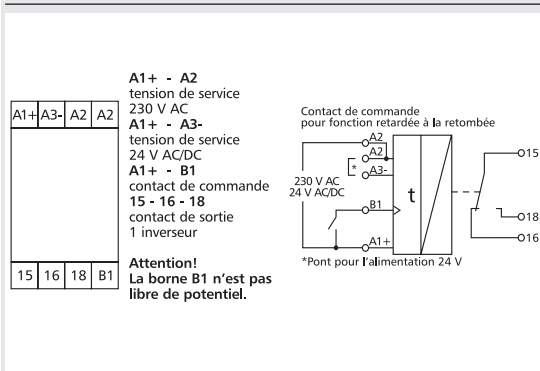 A1+ A3- A2 A2
15 16 18 B1
A1+ - A2
tension de service
230 V AC
A1+ - A3-
tension de service
24 V AC/DC
A1+ - B1
contact de commande
15 - 16 - 18
contact de sortie
1 inverseur
Attention!
La borne B1 n'est pas
libre de potentiel.
Contact de commande
pour fonction retardée à la retombée
A2
A2
*
A3-
230 V AC
24 V AC/DC
B1
A1+
t
15
18
16
*Pont pour l'alimentation 24 V